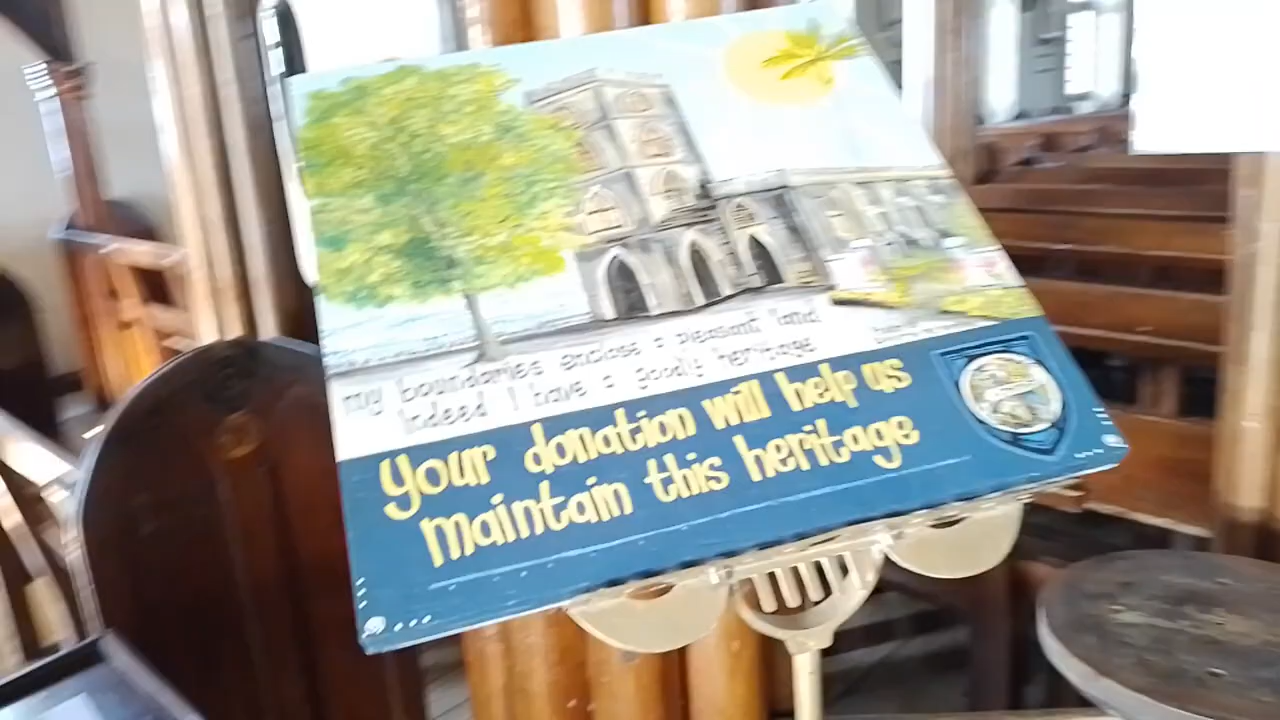 my boundaries enclose a pleasant land
Indeed I have a goodly heritage
Your donation will help us
Maintain this heritage